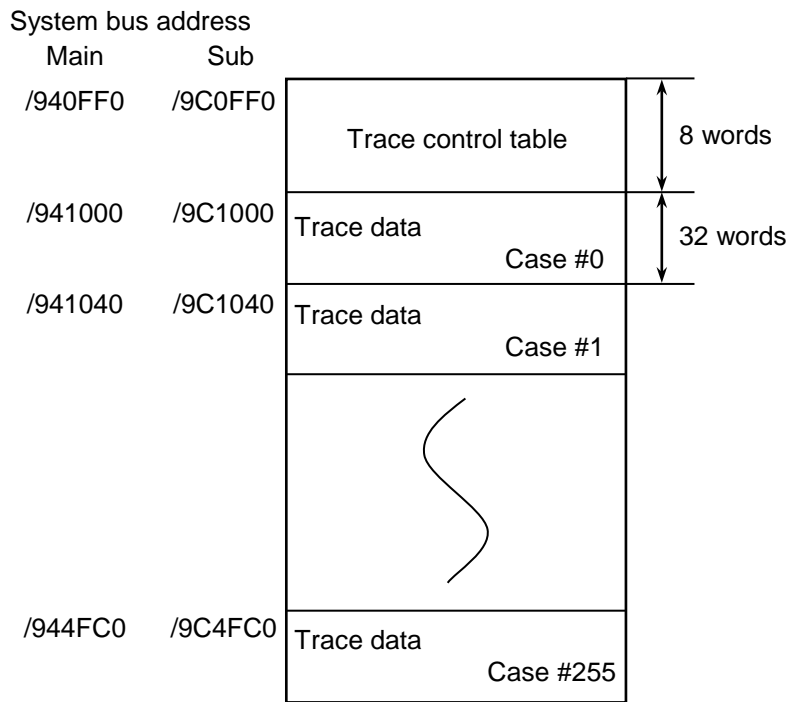 System bus address
Main Sub
/940FF0 /9C0FF0
Trace control table
8 words
/941000 /9C1000
Trace data
Case #0
32 words
/941040 /9C1040
Trace data
Case #1
/944FC0 /9C4FC0
Trace data
Case #255